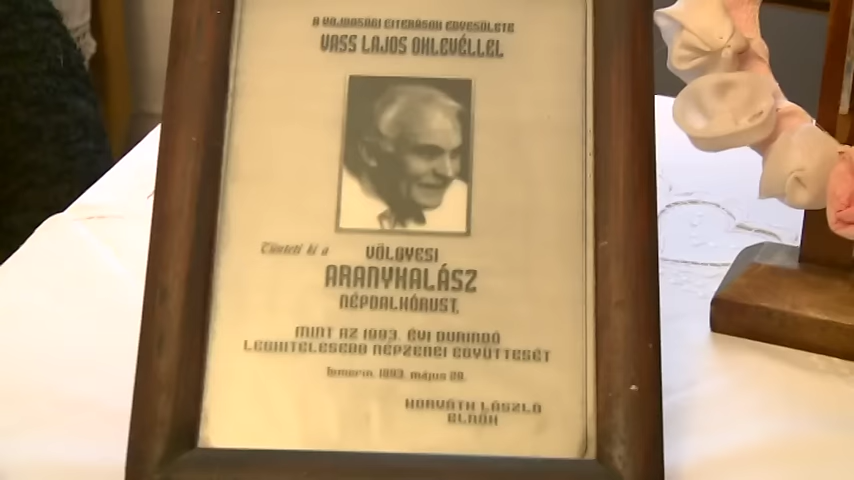 A VAJDASÁGI CITERÁSOK EGYESÜLETE
VASS LAJOS OKLEVÉLLEL
Tünteti ki a
VÖLGYESI
ARANYKALÁSZ
NÉPDALKÓRUST,
MINT AZ 1993. ÉVI DURINDÓ
LEGHITELESEBB NÉPZENEI EGYÜTTESÉT
Temerin, 1993. május
HORVÁTH LÁSZLÓ
ELNÖK